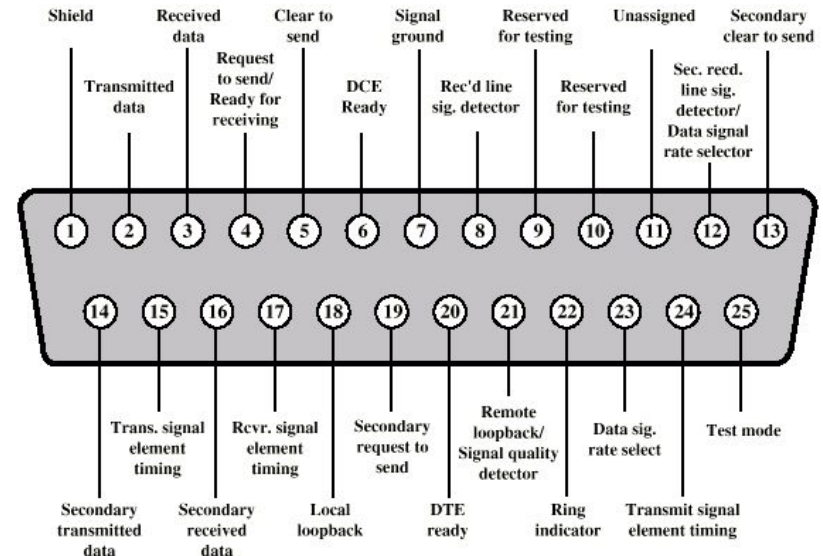 Shield
Received
data
Clear to
send
Signal
ground
Reserved
for testing
Unassigned
Secondary
clear to send
Transmitted
data
Request
to send/
Ready for
receiving
DCE
Ready
Rec'd line
sig. detector
Reserved
for testing
Sec. recd.
line sig.
detector/
Data signal
rate selector
1 2 3 4 5 6 7 8 9 10 11 12 13
14 15 16 17 18 19 20 21 22 23 24 25
Trans. signal
element
timing
Rcvr. signal
element
timing
Secondary
request to
send
Remote
loopback/
Signal quality
detector
Data sig.
rate select
Test mode
Secondary
transmitted
data
Secondary
received
data
Local
loopback
DTE
ready
Ring
indicator
Transmit signal
element timing